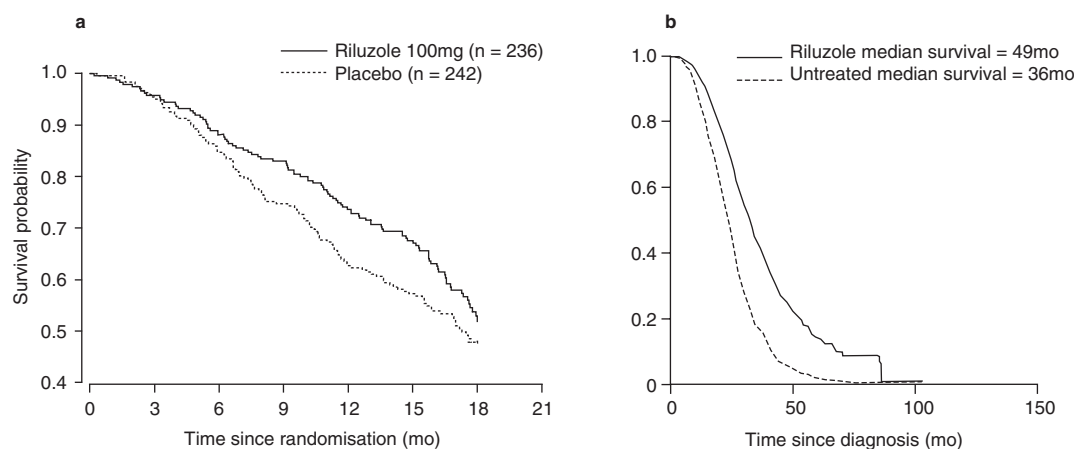 a
Riluzole 100mg (n = 236)
Placebo (n = 242)
1.0
0.9
0.8
0.7
0.6
0.5
0.4
Survival probability
0 3 6 9 12 15 18 21
Time since randomisation (mo)
b
Riluzole median survival = 49mo
Untreated median survival = 36mo
1.0
0.8
0.6
0.4
0.2
0
0 50 100 150
Time since diagnosis (mo)